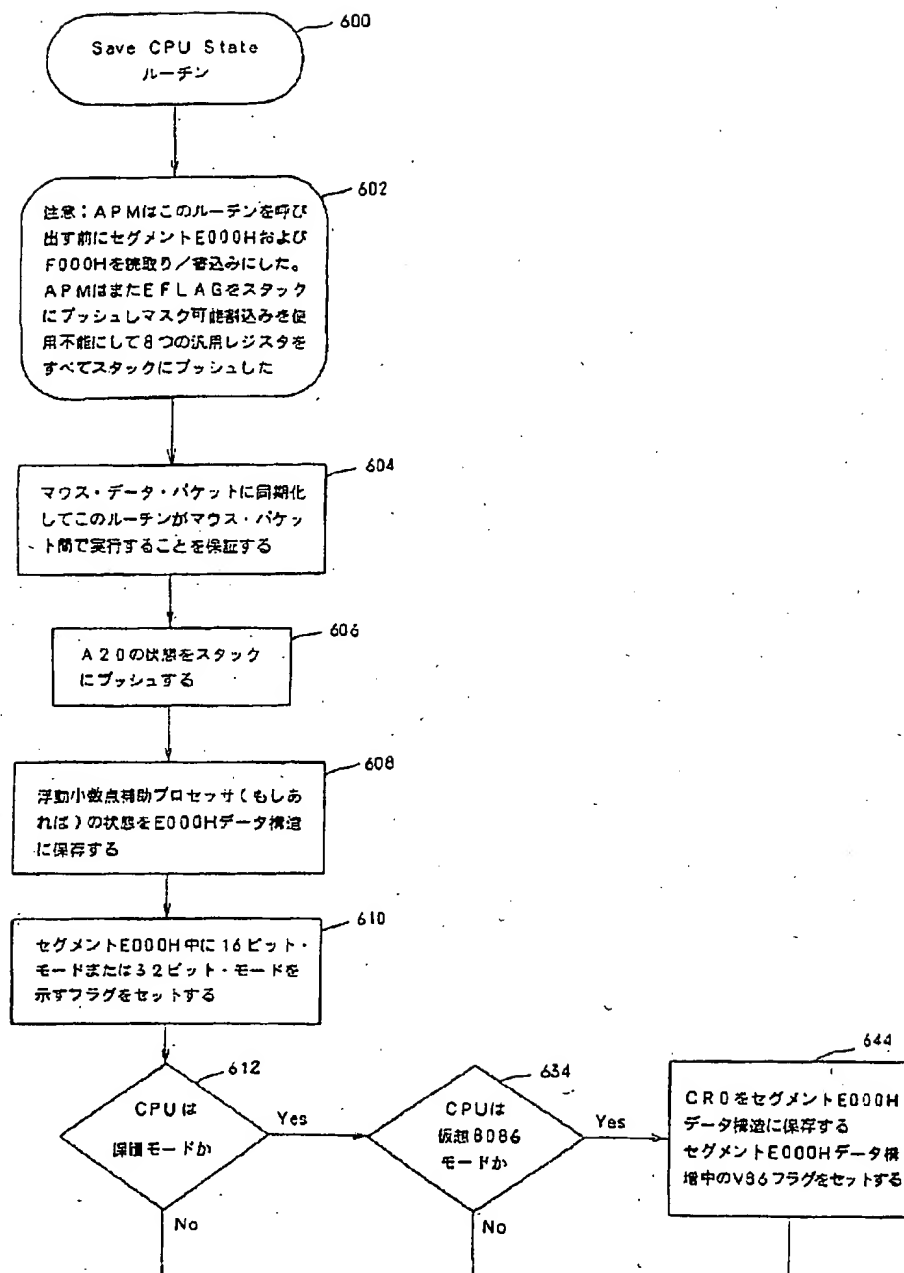 600
Save CPU State
ルーチン
602
注意：APMはこのルーチンを呼び
出す前にセグメントE000Hおよび
F000Hを読取り／書込みにした。
APMはまたEFLAGをスタック
にプッシュしマスク可能割込みを使
用不能にして8つの汎用レジスタを
すべてスタックにプッシュした
604
マウス・データ・パケットに同期化
してこのルーチンがマウス・パケッ
ト間で実行することを保証する
606
A20の状態をスタック
にプッシュする
608
浮動小数点補助プロセッサ（もしあ
れば）の状態をE000Hデータ構造
に保存する
610
セグメントE000H中に16ビット・
モードまたは32ビット・モードを
示すフラグをセットする
612
CPUは
保護モードか
Yes
No
634
CPUは
仮想8086
モードか
Yes
No
644
CR0をセグメントE000H
データ構造に保存する
セグメントE000Hデータ構
造中のV86フラグをセットする